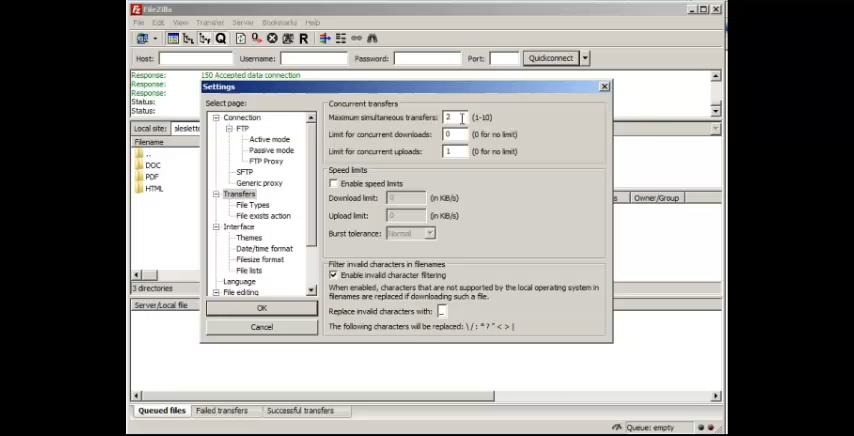 FileZilla
File Edit View Transfer Server Bookmarks Help
Host: Username: Password: Port: Quickconnect
Response: 150 Accepted data connection
Response:
Response:
Status:
Status:
Settings
Select page:
Connection
FTP
Active mode
Passive mode
FTP Proxy
SFTP
Generic proxy
Transfers
File Types
File exists action
Interface
Themes
Date/time format
Filesize format
File lists
Language
File editing
OK
Cancel
Concurrent transfers
Maximum simultaneous transfers: 2 (1-10)
Limit for concurrent downloads: 0 (0 for no limit)
Limit for concurrent uploads: 1 (0 for no limit)
Speed limits
Enable speed limits
Download limit: 0 (in KiB/s)
Upload limit: 0 (in KiB/s)
Burst tolerance: Normal
Filter invalid characters in filenames
Enable invalid character filtering
When enabled, characters that are not supported by the local operating system in
filenames are replaced if downloading such a file.
Replace invalid characters with: _
The following characters will be replaced: \ / : * ? " < > |
Local site:
Filename
..
DOC
PDF
HTML
Owner/Group
3 directories
Server/Local file
Queued files Failed transfers Successful transfers
Queue: empty